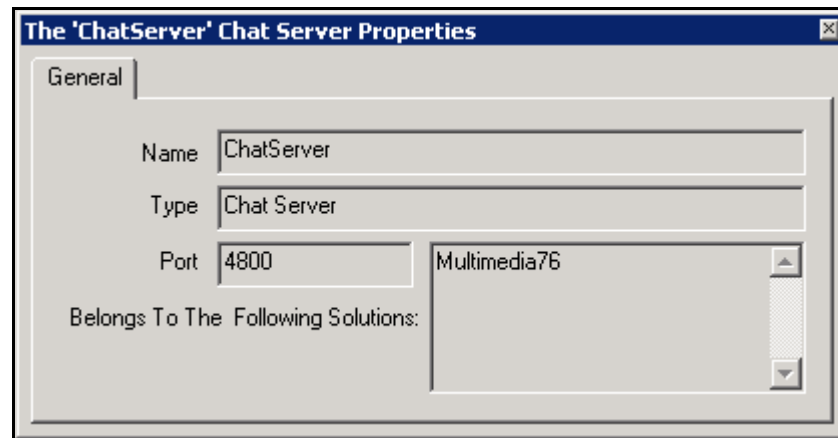 The 'ChatServer' Chat Server Properties
General
Name ChatServer
Type Chat Server
Port 4800
Belongs To The Following Solutions:
Multimedia76